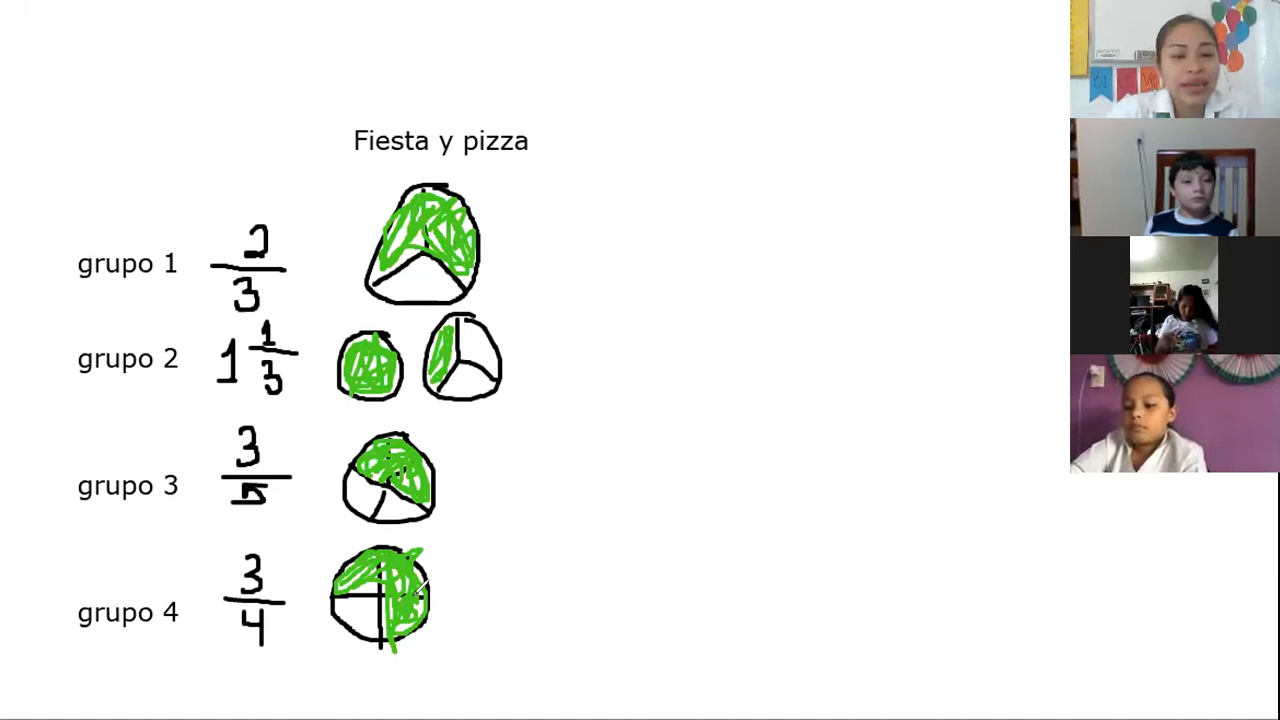 Fiesta y pizza
grupo 1 2/3
grupo 2 1 1/3
grupo 3 3/5
grupo 4 3/4